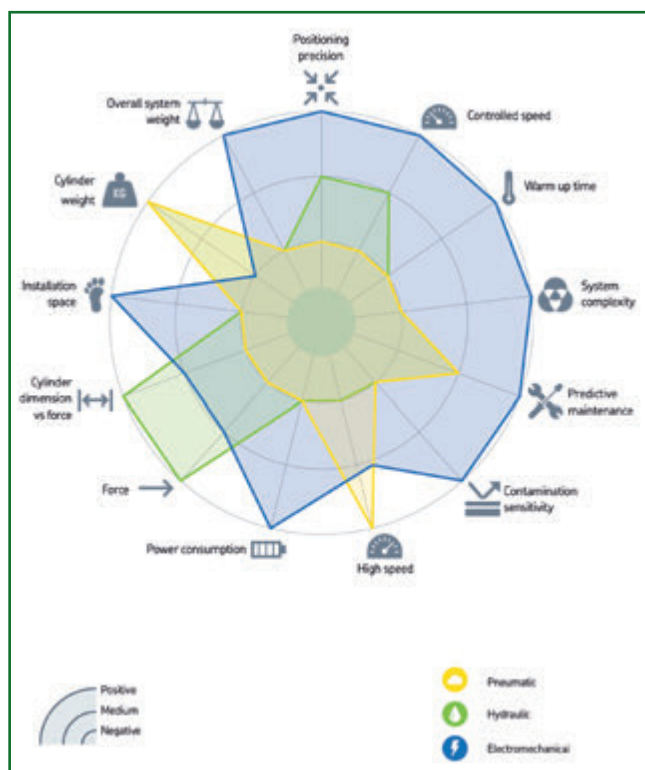 Positioning
precision
Overall system
weight
Controlled speed
Cylinder
weight
KG
Warm up time
Installation
space
System
complexity
Cylinder
dimension
vs force
Predictive
maintenance
Force
Contamination
sensitivity
Power consumption
High speed
Positive
Medium
Negative
Pneumatic
Hydraulic
Electromechanical